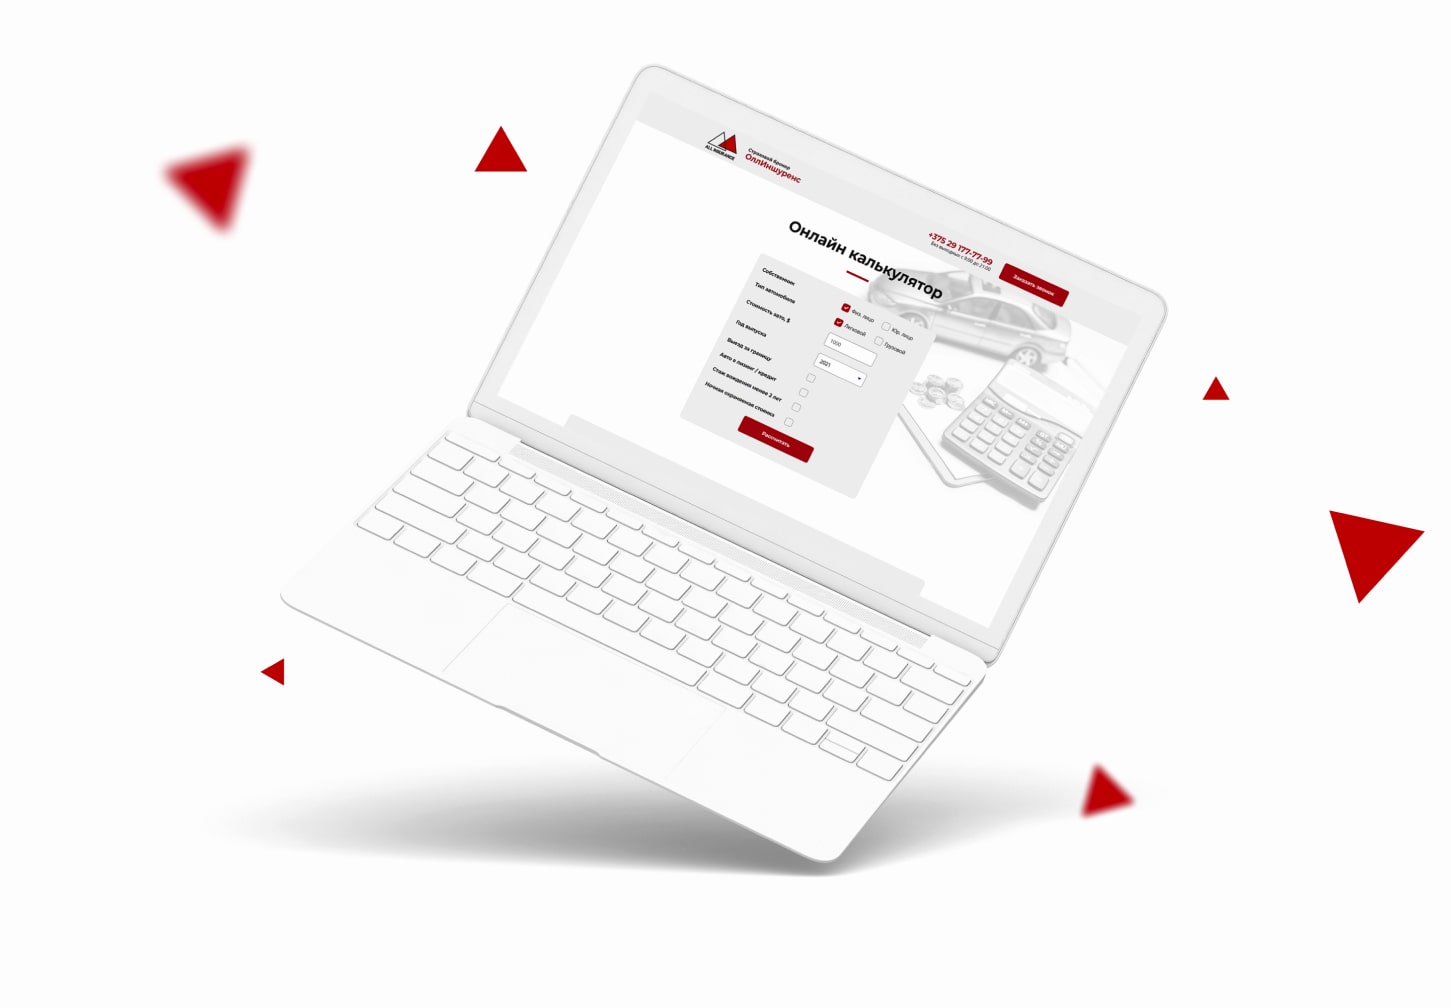 ALL INSURANCE
Страховой брокер
ОллИншуренс
+375 29 177-77-99
Без выходных с 9:00 до 21:00
Заказать звонок
Онлайн калькулятор
Собственник
Физ. лицо
Юр. лицо
Тип автомобиля
Легковой
Грузовой
Стоимость авто, $
1000
Год выпуска
2021
Выезд за границу
Авто в лизинг / кредит
Стаж вождения менее 2 лет
Ночная охраняемая стоянка
Рассчитать